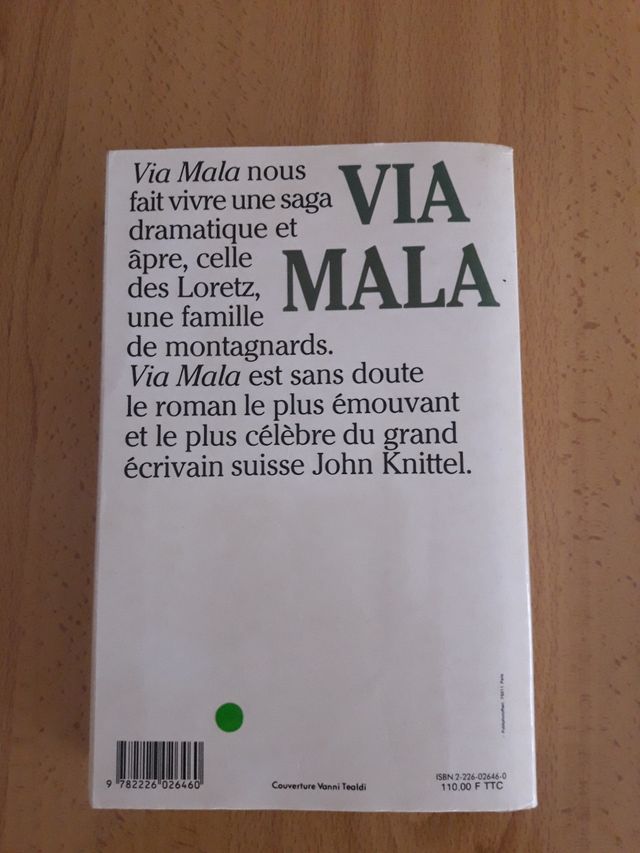 Via Mala nous
fait vivre une saga
dramatique et
âpre, celle
des Loretz,
une famille
de montagnards.
Via Mala est sans doute
le roman le plus émouvant
et le plus célèbre du grand
écrivain suisse John Knittel.
VIA
MALA
9 782226 026460
Couverture Vanni Tealdi
ISBN 2-226-02646-0
110.00 F TTC